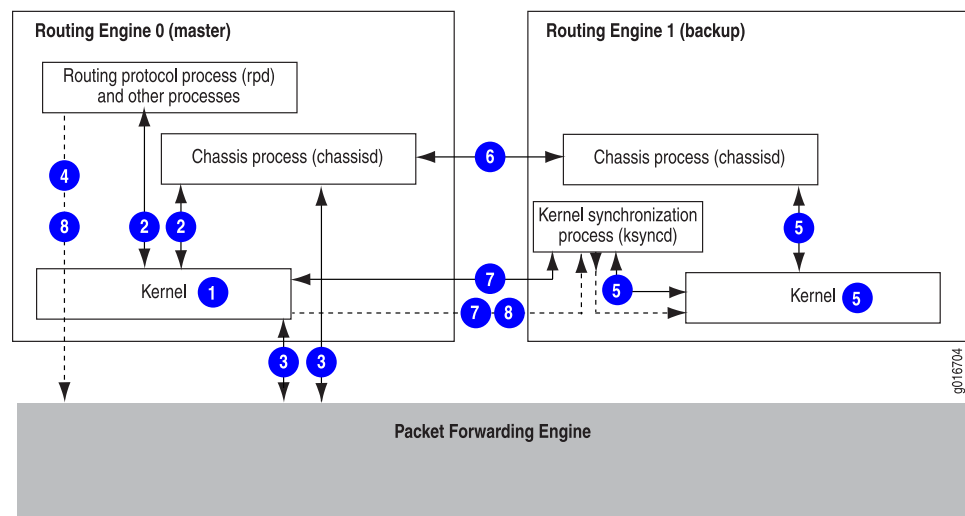 Routing Engine 0 (master)
Routing protocol process (rpd)
and other processes
Chassis process (chassisd)
4
8
2
2
Kernel 1
3
3
6
7
7 8
Routing Engine 1 (backup)
Chassis process (chassisd)
Kernel synchronization
process (ksyncd)
5
5
Kernel 5
g016704
Packet Forwarding Engine